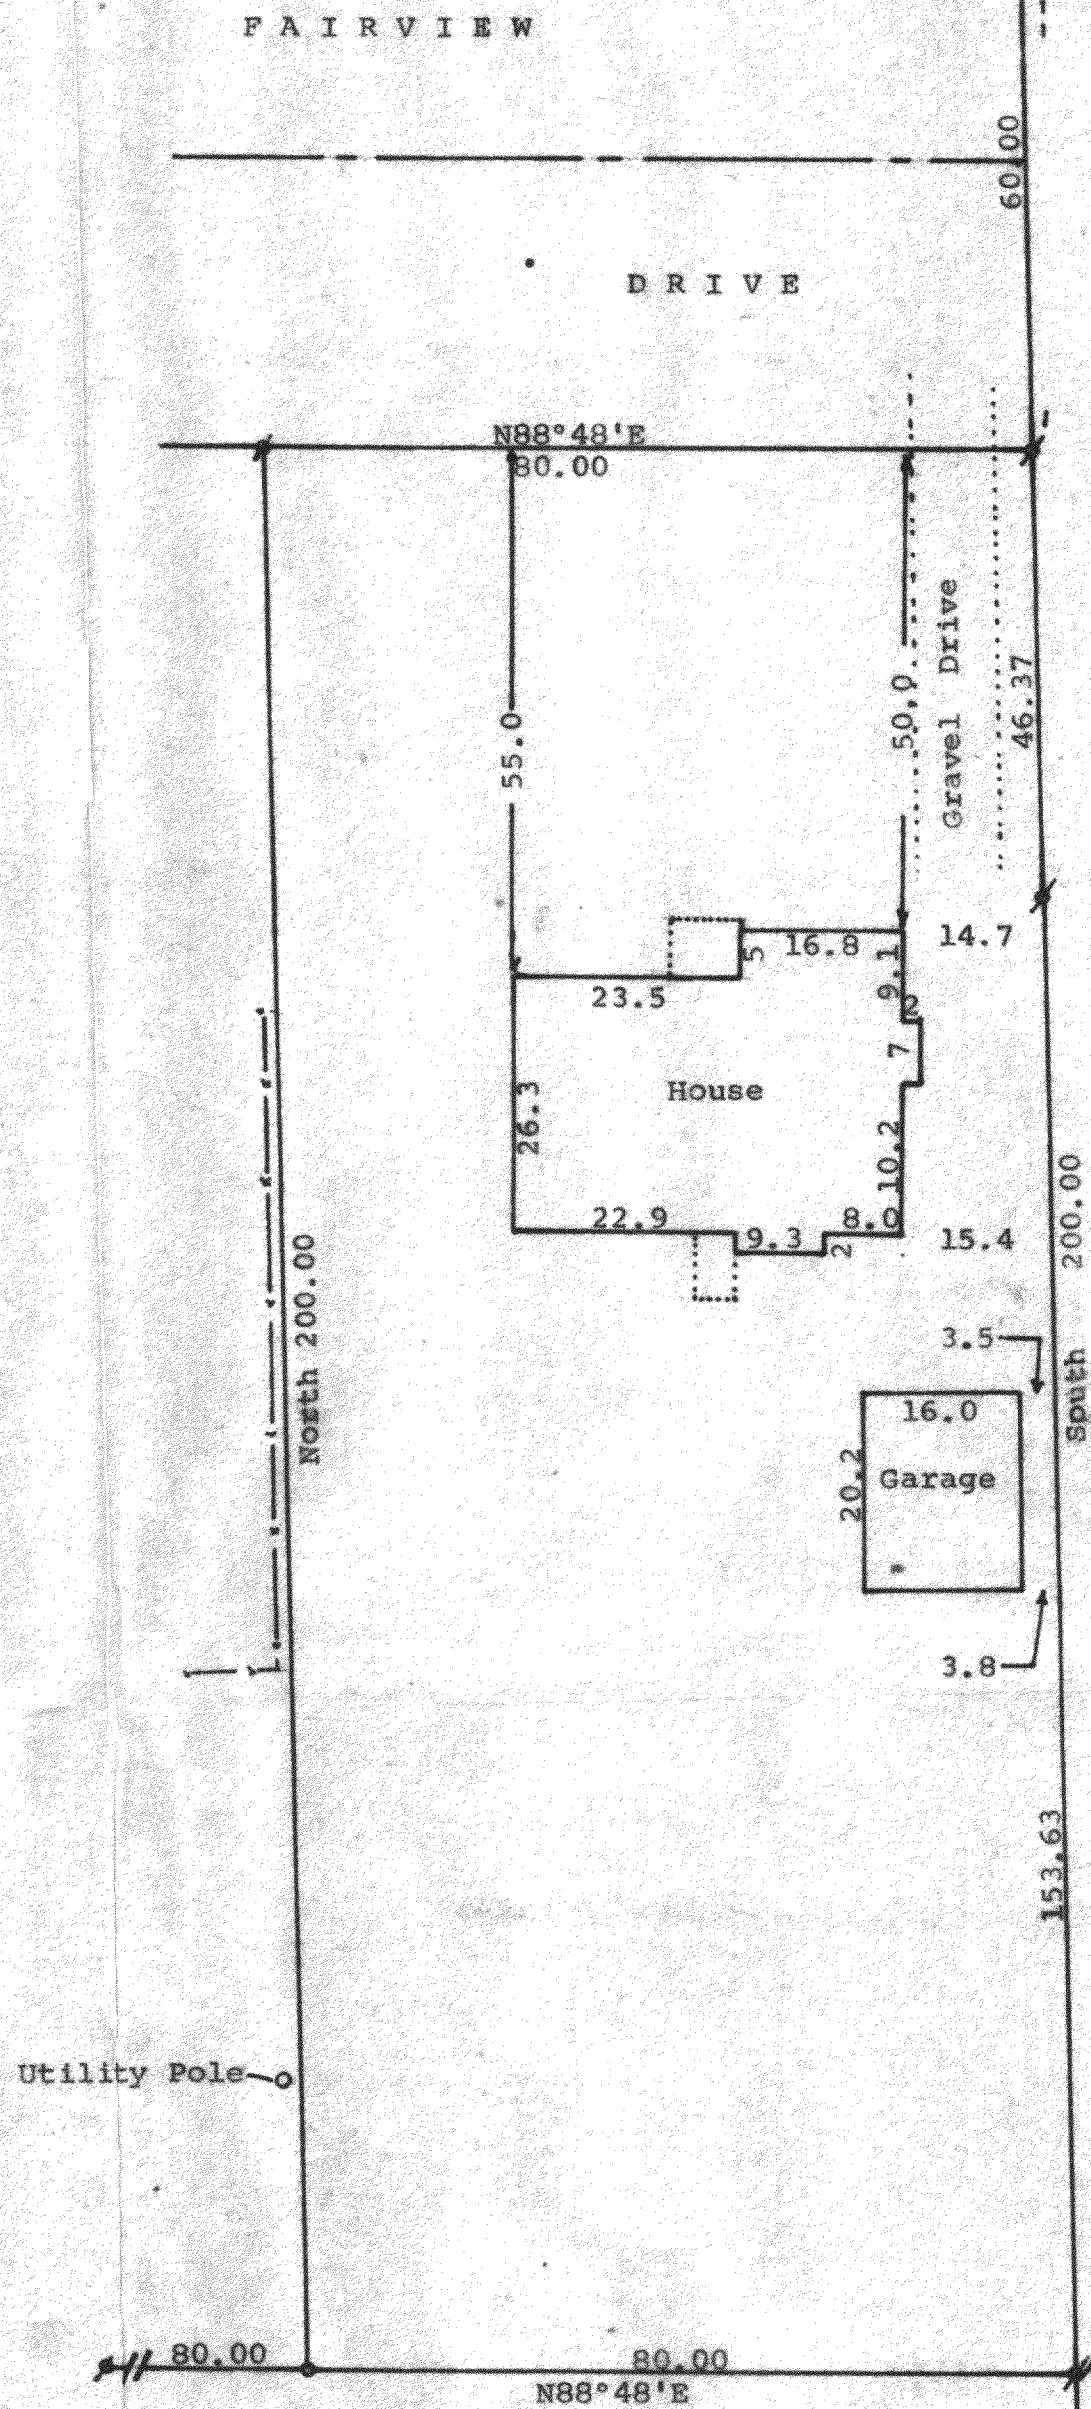 FAIRVIEW
60.00
DRIVE
N88°48'E
80.00
55.0
50.0
Gravel Drive
46.37
14.7
16.8
5
9.1
23.5
2
7
House
26.3
10.2
22.9
8.0
9.3
2
15.4
South 200.00
North 200.00
3.5
16.0
20.2
Garage
3.8
153.63
Utility Pole
80.00
80.00
N88°48'E